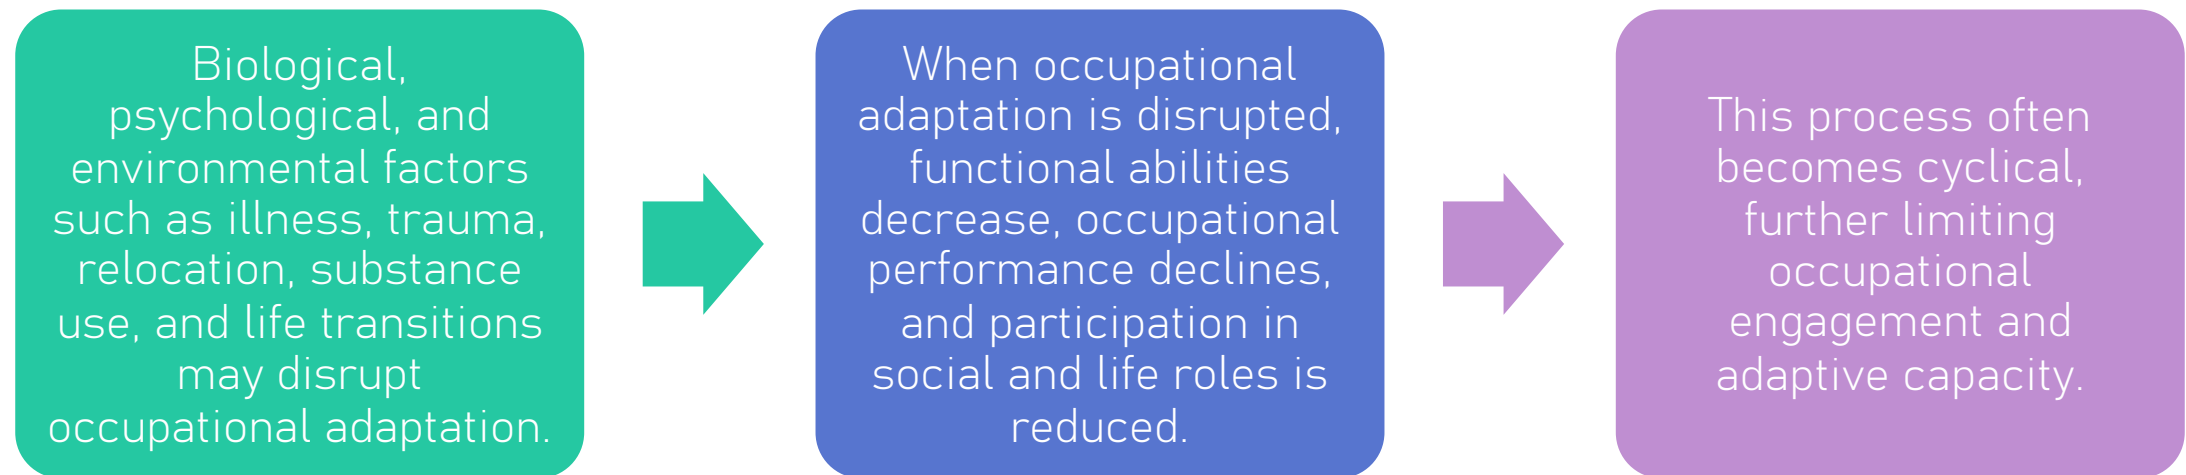 Biological,
psychological, and
environmental factors
such as illness, trauma,
relocation, substance
use, and life transitions
may disrupt
occupational adaptation.
When occupational
adaptation is disrupted,
functional abilities
decrease, occupational
performance declines,
and participation in
social and life roles is
reduced.
This process often
becomes cyclical,
further limiting
occupational
engagement and
adaptive capacity.